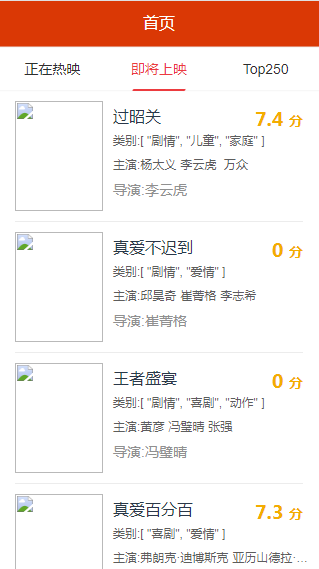 首页
正在热映 即将上映 Top250
过昭关 7.4 分
类别:[ "剧情", "儿童", "家庭" ]
主演:杨太义 李云虎 万众
导演:李云虎
真爱不迟到 0 分
类别:[ "剧情", "爱情" ]
主演:邱昊奇 崔菁格 李志希
导演:崔菁格
王者盛宴 0 分
类别:[ "剧情", "喜剧", "动作" ]
主演:黄彦 冯璧晴 张强
导演:冯璧晴
真爱百分百 7.3 分
类别:[ "喜剧", "爱情" ]
主演:弗朗克·迪博斯克 亚历山德拉·...